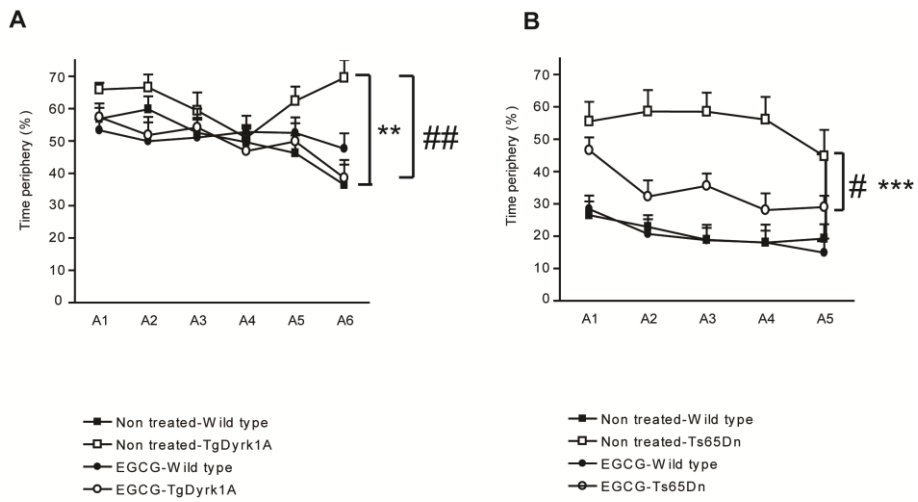 A
Time periphery (%)
70
60
50
40
30
20
10
0
A1 A2 A3 A4 A5 A6
** ##
Non treated-Wild type
Non treated-TgDyrk1A
EGCG-Wild type
EGCG-TgDyrk1A
B
Time periphery (%)
70
60
50
40
30
20
10
0
A1 A2 A3 A4 A5
# ***
Non treated-Wild type
Non treated-Ts65Dn
EGCG-Wild type
EGCG-Ts65Dn